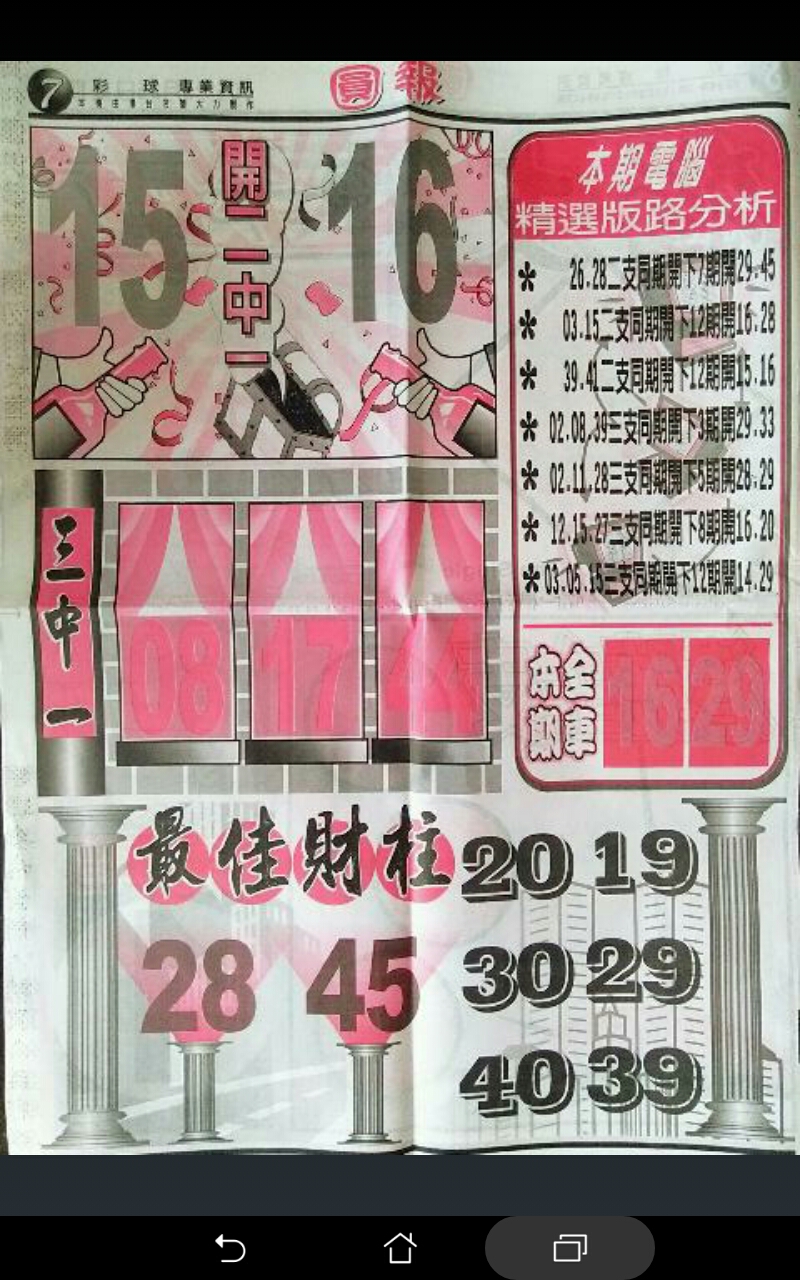 7 彩 球 專業資訊
員報
15 開二中一 16
本期電腦
精選版路分析
* 26.28二支同期開下7期開29.45
* 03.15二支同期開下12期開16.28
* 39.41二支同期開下12期開15.16
* 02.08.39三支同期開下3期開29.33
* 02.11.28三支同期開下5期開28.29
* 12.15.27三支同期開下8期開16.20
* 03.05.15三支同期開下12期開14.29
三中一
08 17 44
本期全車 16 29
最佳財柱
28 45
20 19
30 29
40 39